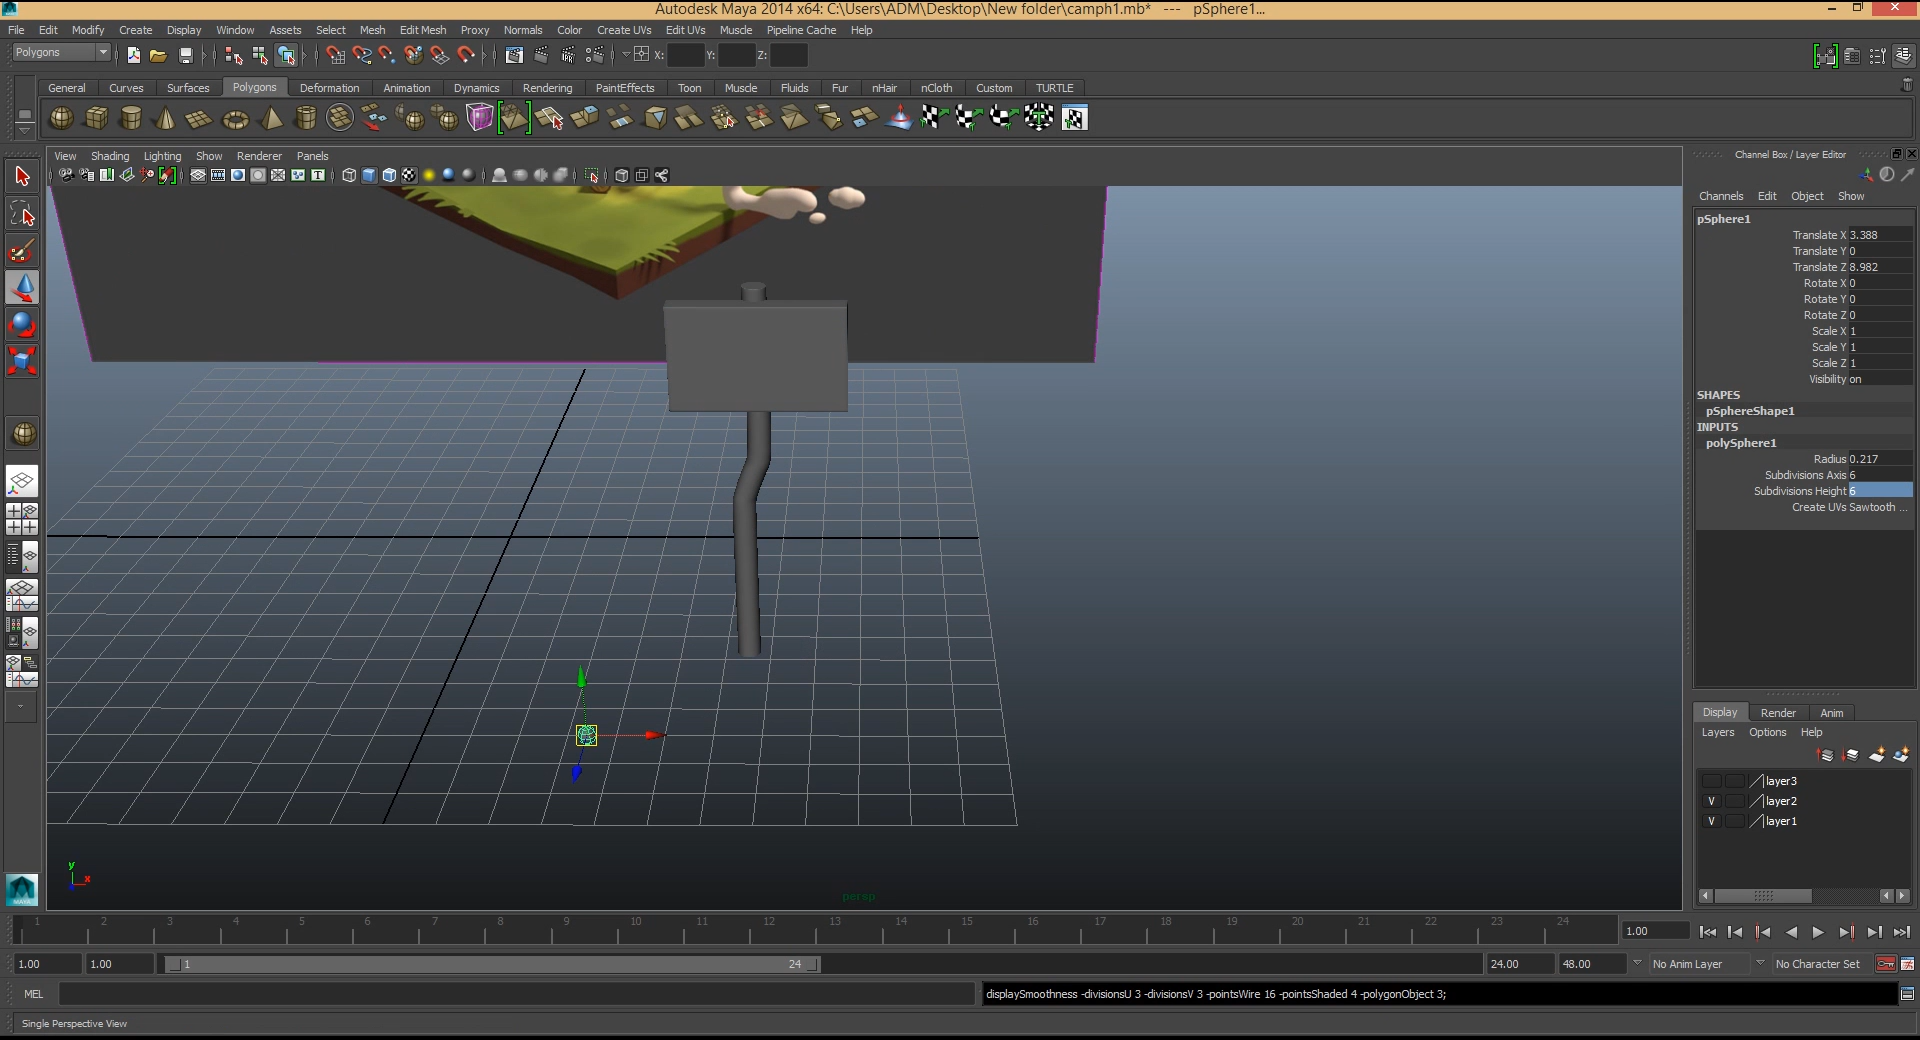 Autodesk Maya 2014 x64: C:\Users\ADM\Desktop\New folder\camph1.mb* --- pSphere1...
File Edit Modify Create Display Window Assets Select Mesh Edit Mesh Proxy Normals Color Create UVs Edit UVs Muscle Pipeline Cache Help
Polygons X: Y: Z:
General Curves Surfaces Polygons Deformation Animation Dynamics Rendering PaintEffects Toon Muscle Fluids Fur nHair nCloth Custom TURTLE
View Shading Lighting Show Renderer Panels
Channel Box / Layer Editor
Channels Edit Object Show
pSphere1
Translate X 3.388
Translate Y 0
Translate Z 8.982
Rotate X 0
Rotate Y 0
Rotate Z 0
Scale X 1
Scale Y 1
Scale Z 1
Visibility on
SHAPES
pSphereShape1
INPUTS
polySphere1
Radius 0.217
Subdivisions Axis 6
Subdivisions Height 6
Create UVs Sawtooth ...
Display Render Anim
Layers Options Help
layer3
V layer2
V layer1
y
x
persp
MAYA
1 2 3 4 5 6 7 8 9 10 11 12 13 14 15 16 17 18 19 20 21 22 23 24 1.00
1.00 1.00 1 24 24.00 48.00 No Anim Layer No Character Set
MEL displaySmoothness -divisionsU 3 -divisionsV 3 -pointsWire 16 -pointsShaded 4 -polygonObject 3;
Single Perspective View